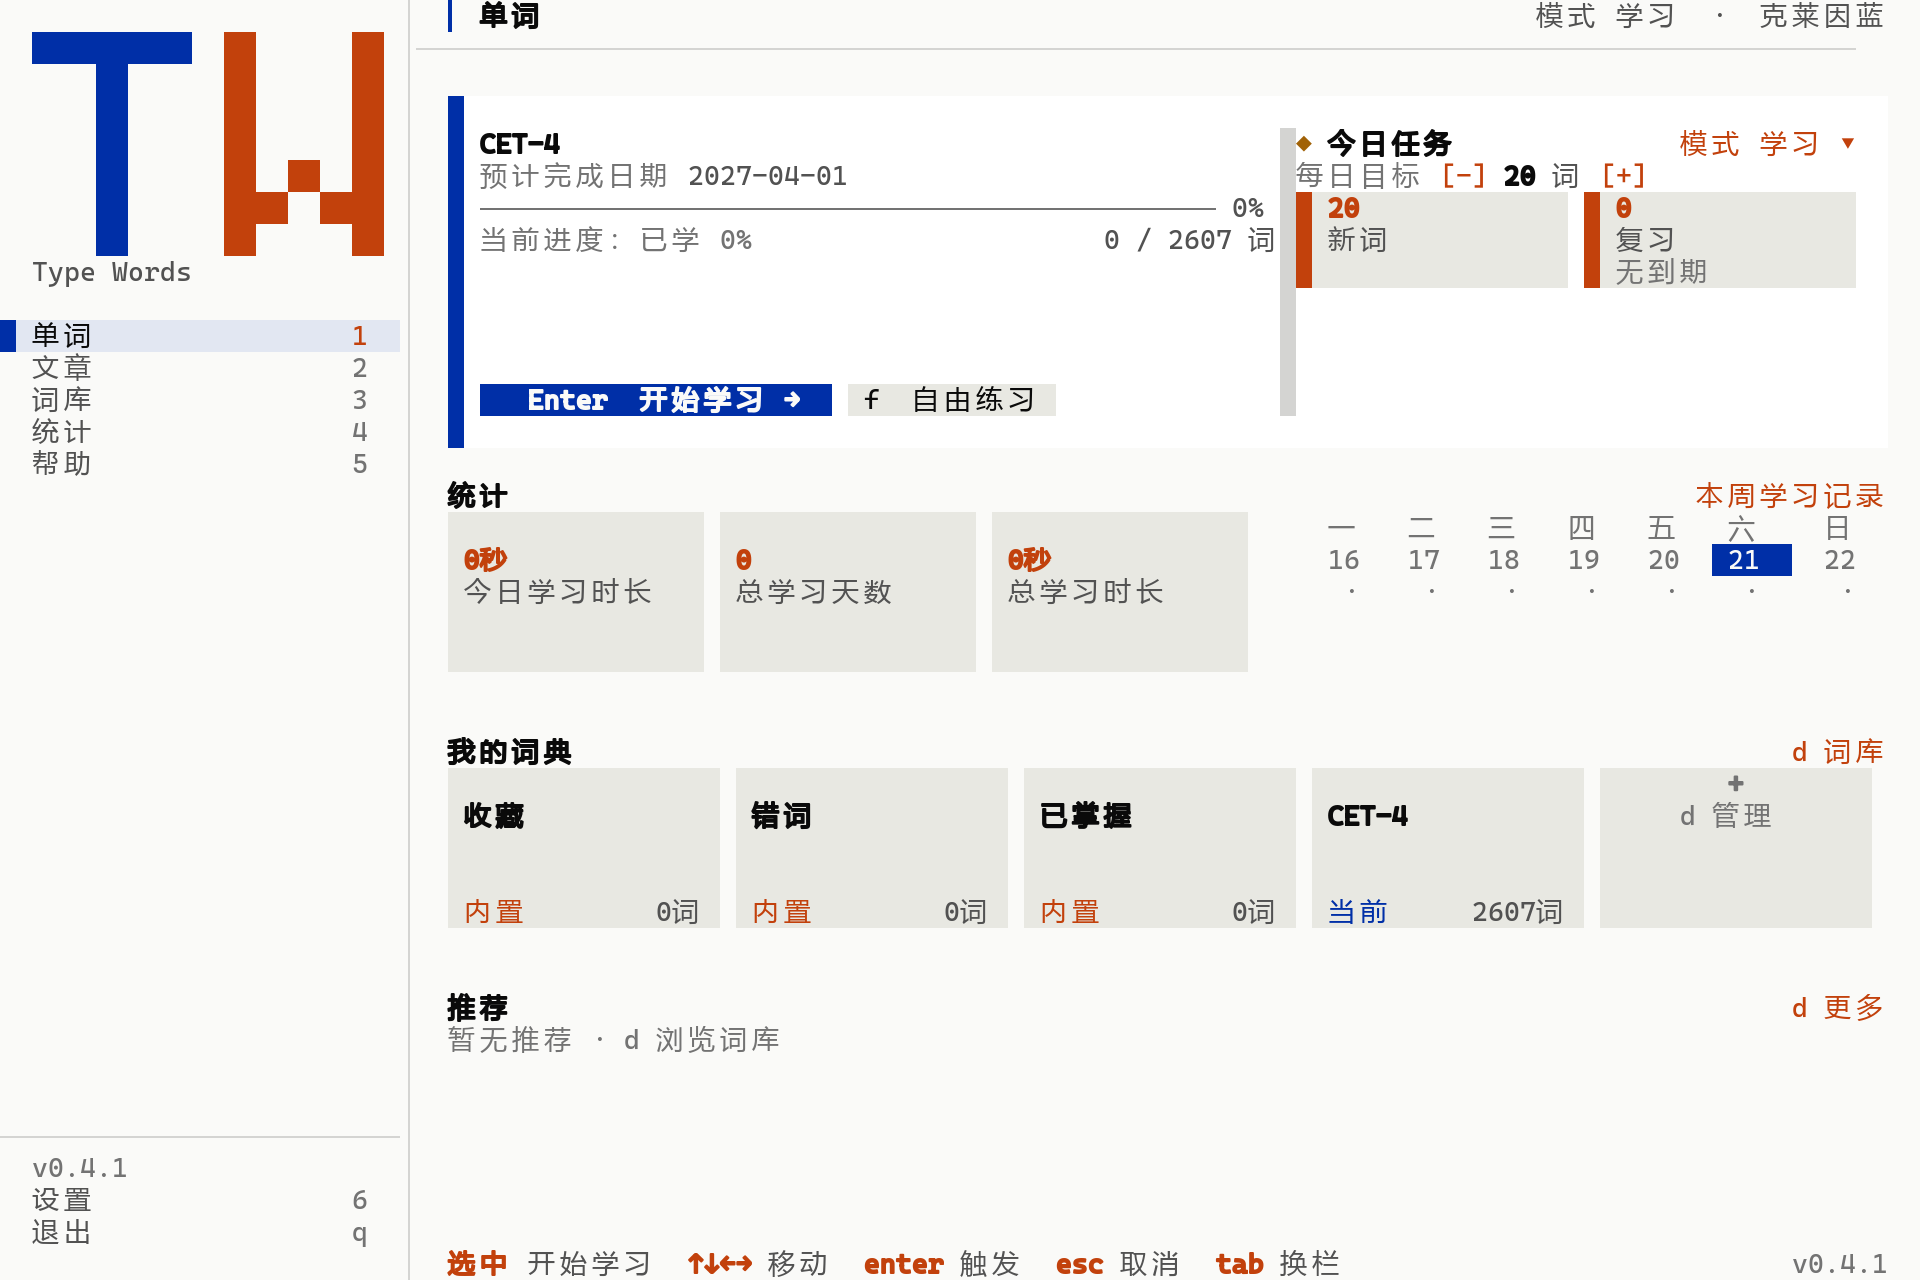 TW
Type Words
单词 1
文章 2
词库 3
统计 4
帮助 5
v0.4.1
设置 6
退出 q
单词 模式 学习 · 克莱因蓝
CET-4
预计完成日期 2027-04-01
0%
当前进度: 已学 0% 0 / 2607 词
Enter 开始学习 → f 自由练习
◆ 今日任务 模式 学习 ▼
每日目标 [-] 20 词 [+]
20
新词
0
复习
无到期
统计
0秒
今日学习时长
0
总学习天数
0秒
总学习时长
本周学习记录
一 二 三 四 五 六 日
16 17 18 19 20 21 22
· · · · · · ·
我的词典 d 词库
收藏
内置 0词
错词
内置 0词
已掌握
内置 0词
CET-4
当前 2607词
+
d 管理
推荐 d 更多
暂无推荐 · d 浏览词库
选中 开始学习 ↑↓←→ 移动 enter 触发 esc 取消 tab 换栏 v0.4.1